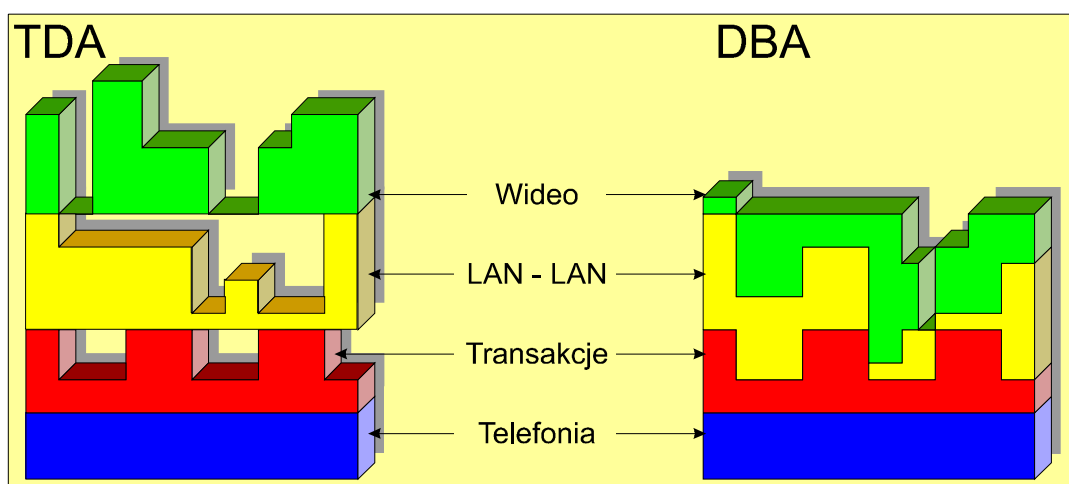 TDA
DBA
Wideo
LAN - LAN
Transakcje
Telefonia